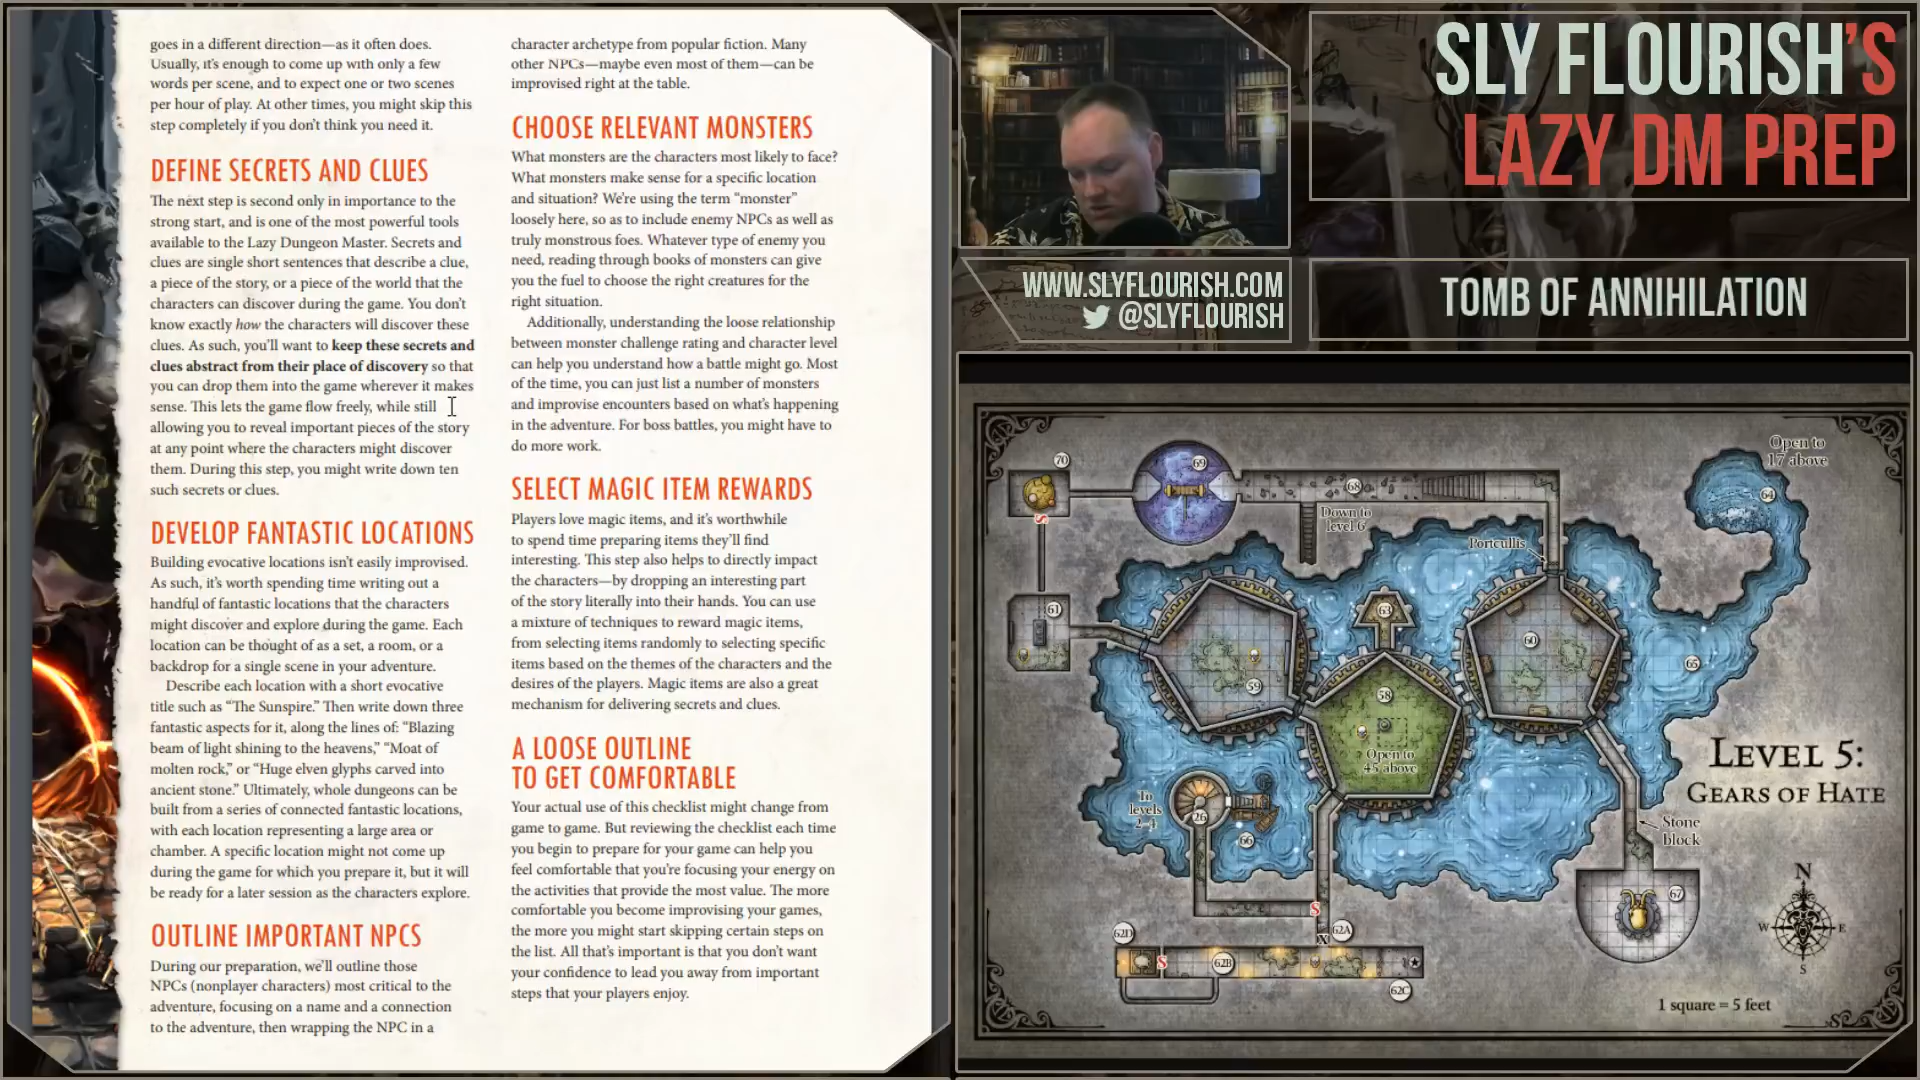 goes in a different direction—as it often does.
Usually, it's enough to come up with only a few
words per scene, and to expect one or two scenes
per hour of play. At other times, you might skip this
step completely if you don't think you need it.
DEFINE SECRETS AND CLUES
The next step is second only in importance to the
strong start, and is one of the most powerful tools
available to the Lazy Dungeon Master. Secrets and
clues are single short sentences that describe a clue,
a piece of the story, or a piece of the world that the
characters can discover during the game. You don't
know exactly how the characters will discover these
clues. As such, you'll want to keep these secrets and
clues abstract from their place of discovery so that
you can drop them into the game wherever it makes
sense. This lets the game flow freely, while still
allowing you to reveal important pieces of the story
at any point where the characters might discover
them. During this step, you might write down ten
such secrets or clues.
DEVELOP FANTASTIC LOCATIONS
Building evocative locations isn't easily improvised.
As such, it's worth spending time writing out a
handful of fantastic locations that the characters
might discover and explore during the game. Each
location can be thought of as a set, a room, or a
backdrop for a single scene in your adventure.
Describe each location with a short evocative
title such as “The Sunspire.” Then write down three
fantastic aspects for it, along the lines of: “Blazing
beam of light shining to the heavens,” “Moat of
molten rock,” or “Huge elven glyphs carved into
ancient stone.” Ultimately, whole dungeons can be
built from a series of connected fantastic locations,
with each location representing a large area or
chamber. A specific location might not come up
during the game for which you prepare it, but it will
be ready for a later session as the characters explore.
OUTLINE IMPORTANT NPCS
During our preparation, we'll outline those
NPCs (nonplayer characters) most critical to the
adventure, focusing on a name and a connection
to the adventure, then wrapping the NPC in a
character archetype from popular fiction. Many
other NPCs—maybe even most of them—can be
improvised right at the table.
CHOOSE RELEVANT MONSTERS
What monsters are the characters most likely to face?
What monsters make sense for a specific location
and situation? We're using the term “monster”
loosely here, so as to include enemy NPCs as well as
truly monstrous foes. Whatever type of enemy you
need, reading through books of monsters can give
you the fuel to choose the right creatures for the
right situation.
Additionally, understanding the loose relationship
between monster challenge rating and character level
can help you understand how a battle might go. Most
of the time, you can just list a number of monsters
and improvise encounters based on what's happening
in the adventure. For boss battles, you might have to
do more work.
SELECT MAGIC ITEM REWARDS
Players love magic items, and it's worthwhile
to spend time preparing items they'll find
interesting. This step also helps to directly impact
the characters—by dropping an interesting part
of the story literally into their hands. You can use
a mixture of techniques to reward magic items,
from selecting items randomly to selecting specific
items based on the themes of the characters and the
desires of the players. Magic items are also a great
mechanism for delivering secrets and clues.
A LOOSE OUTLINE
TO GET COMFORTABLE
Your actual use of this checklist might change from
game to game. But reviewing the checklist each time
you begin to prepare for your game can help you
feel comfortable that you're focusing your energy on
the activities that provide the most value. The more
comfortable you become improvising your games,
the more you might start skipping certain steps on
the list. All that's important is that you don't want
your confidence to lead you away from important
steps that your players enjoy.
SLY FLOURISH'S
LAZY DM PREP
WWW.SLYFLOURISH.COM
@SLYFLOURISH
TOMB OF ANNIHILATION
Open to
17 above
70
69
68
64
Down to
level 6
Portcullis
61
63
60
65
59
58
Open to
45 above
To
levels
2-4
26
66
LEVEL 5:
GEARS OF HATE
Stone
block
67
N
W
E
S
S
S
62D
X
62A
S
62B
62C
1 square = 5 feet